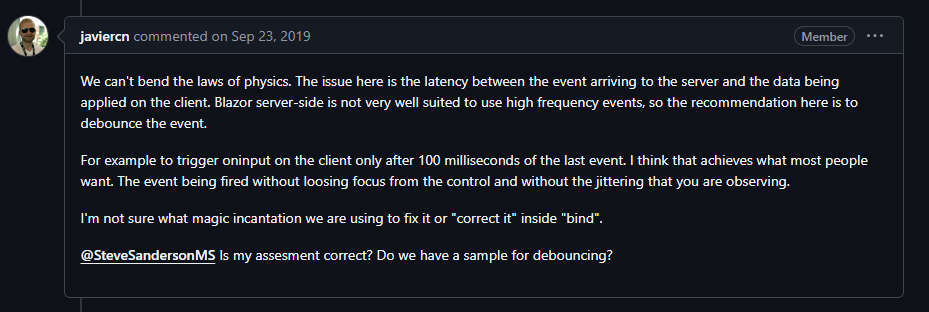 javiercn commented on Sep 23, 2019
Member
We can't bend the laws of physics. The issue here is the latency between the event arriving to the server and the data being
applied on the client. Blazor server-side is not very well suited to use high frequency events, so the recommendation here is to
debounce the event.
For example to trigger oninput on the client only after 100 milliseconds of the last event. I think that achieves what most people
want. The event being fired without loosing focus from the control and without the jittering that you are observing.
I'm not sure what magic incantation we are using to fix it or "correct it" inside "bind".
@SteveSandersonMS Is my assesment correct? Do we have a sample for debouncing?